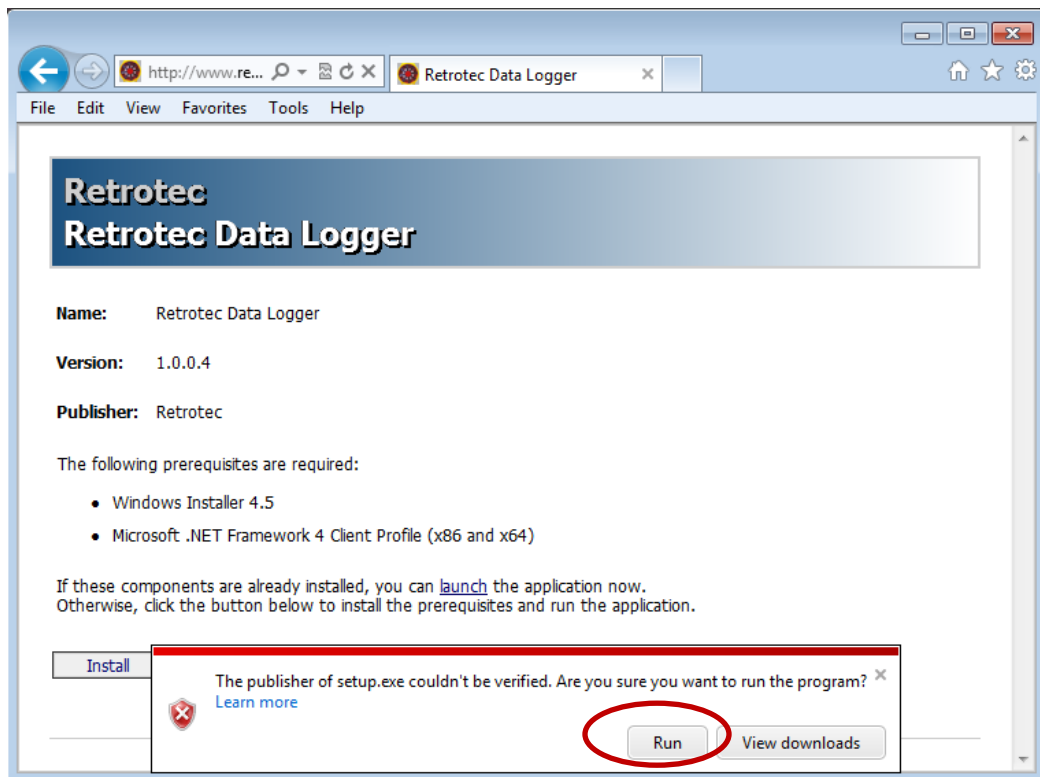 http://www.re...
Retrotec Data Logger
File Edit View Favorites Tools Help
Retrotec
Retrotec Data Logger
Name: Retrotec Data Logger
Version: 1.0.0.4
Publisher: Retrotec
The following prerequisites are required:
• Windows Installer 4.5
• Microsoft .NET Framework 4 Client Profile (x86 and x64)
If these components are already installed, you can launch the application now.
Otherwise, click the button below to install the prerequisites and run the application.
Install
The publisher of setup.exe couldn't be verified. Are you sure you want to run the program?
Learn more
Run View downloads